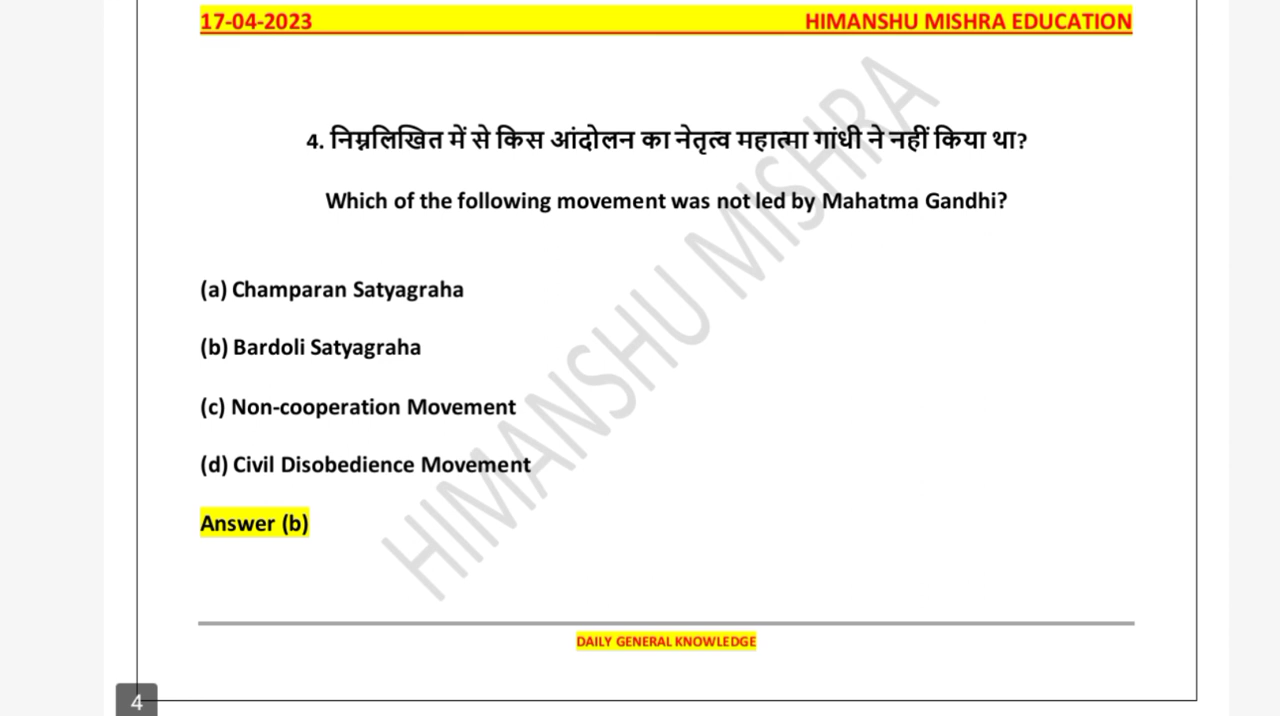 17-04-2023 HIMANSHU MISHRA EDUCATION
4. निम्नलिखित में से किस आंदोलन का नेतृत्व महात्मा गांधी ने नहीं किया था?
Which of the following movement was not led by Mahatma Gandhi?
(a) Champaran Satyagraha
(b) Bardoli Satyagraha
(c) Non-cooperation Movement
(d) Civil Disobedience Movement
Answer (b)
HIMANSHU MISHRA
DAILY GENERAL KNOWLEDGE
4